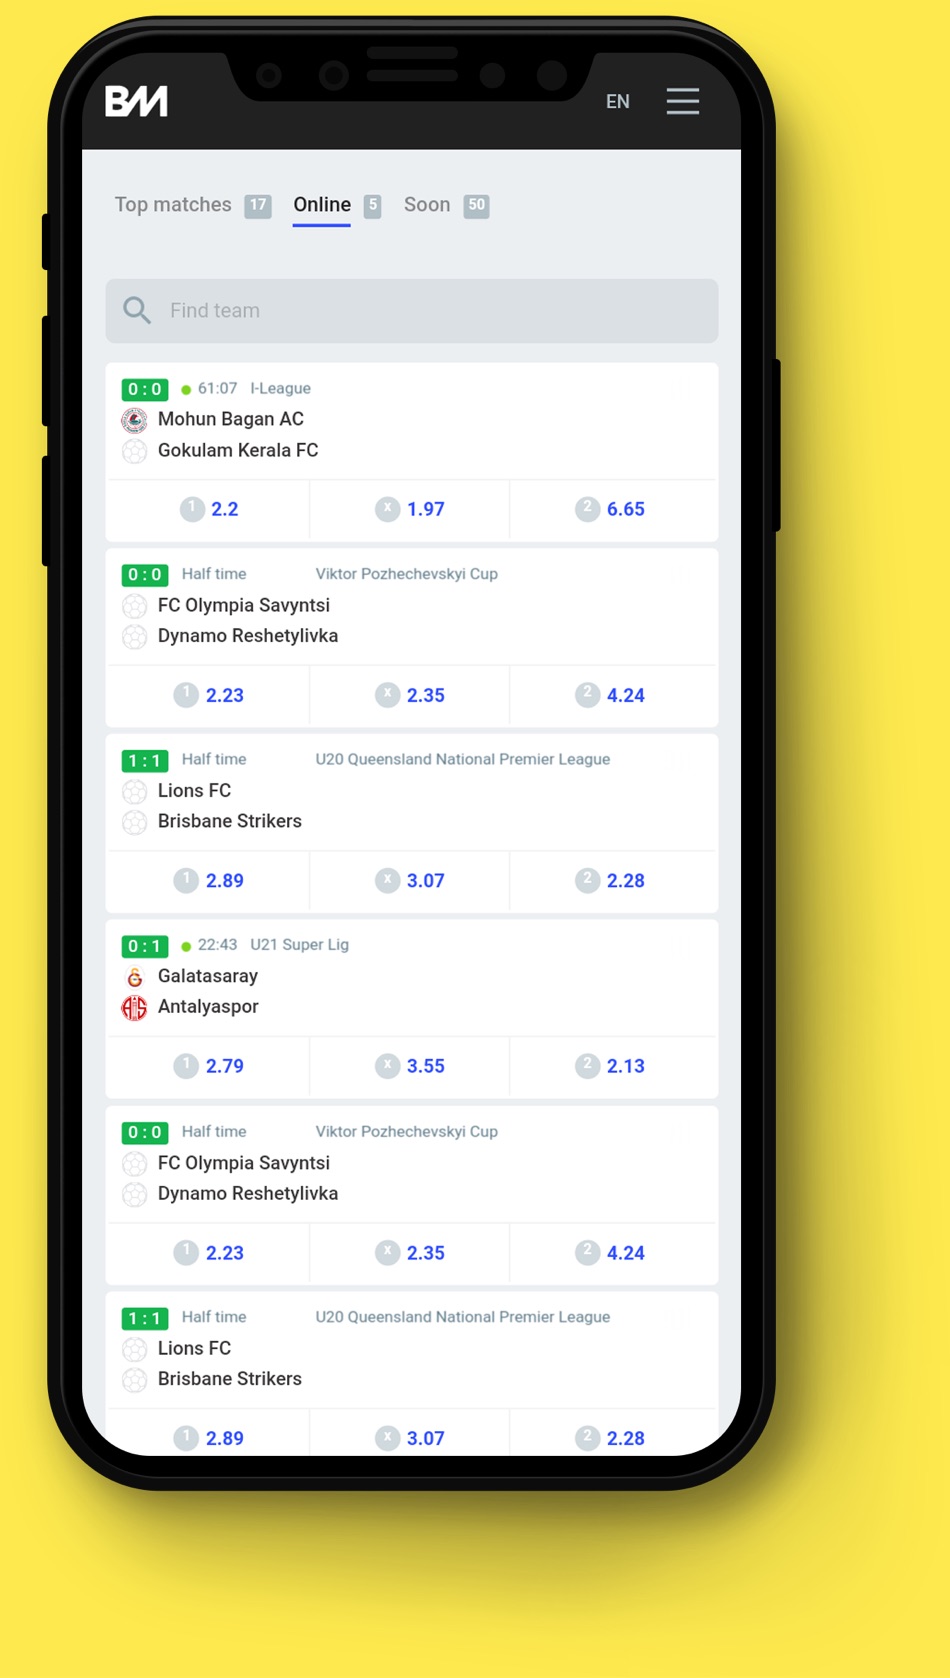 BM EN
Top matches 17 Online 5 Soon 50
Find team
0 : 0 61:07 I-League
Mohun Bagan AC
Gokulam Kerala FC
1 2.2 x 1.97 2 6.65
0 : 0 Half time Viktor Pozhechevskyi Cup
FC Olympia Savyntsi
Dynamo Reshetylivka
1 2.23 x 2.35 2 4.24
1 : 1 Half time U20 Queensland National Premier League
Lions FC
Brisbane Strikers
1 2.89 x 3.07 2 2.28
0 : 1 22:43 U21 Super Lig
Galatasaray
Antalyaspor
1 2.79 x 3.55 2 2.13
0 : 0 Half time Viktor Pozhechevskyi Cup
FC Olympia Savyntsi
Dynamo Reshetylivka
1 2.23 x 2.35 2 4.24
1 : 1 Half time U20 Queensland National Premier League
Lions FC
Brisbane Strikers
1 2.89 x 3.07 2 2.28